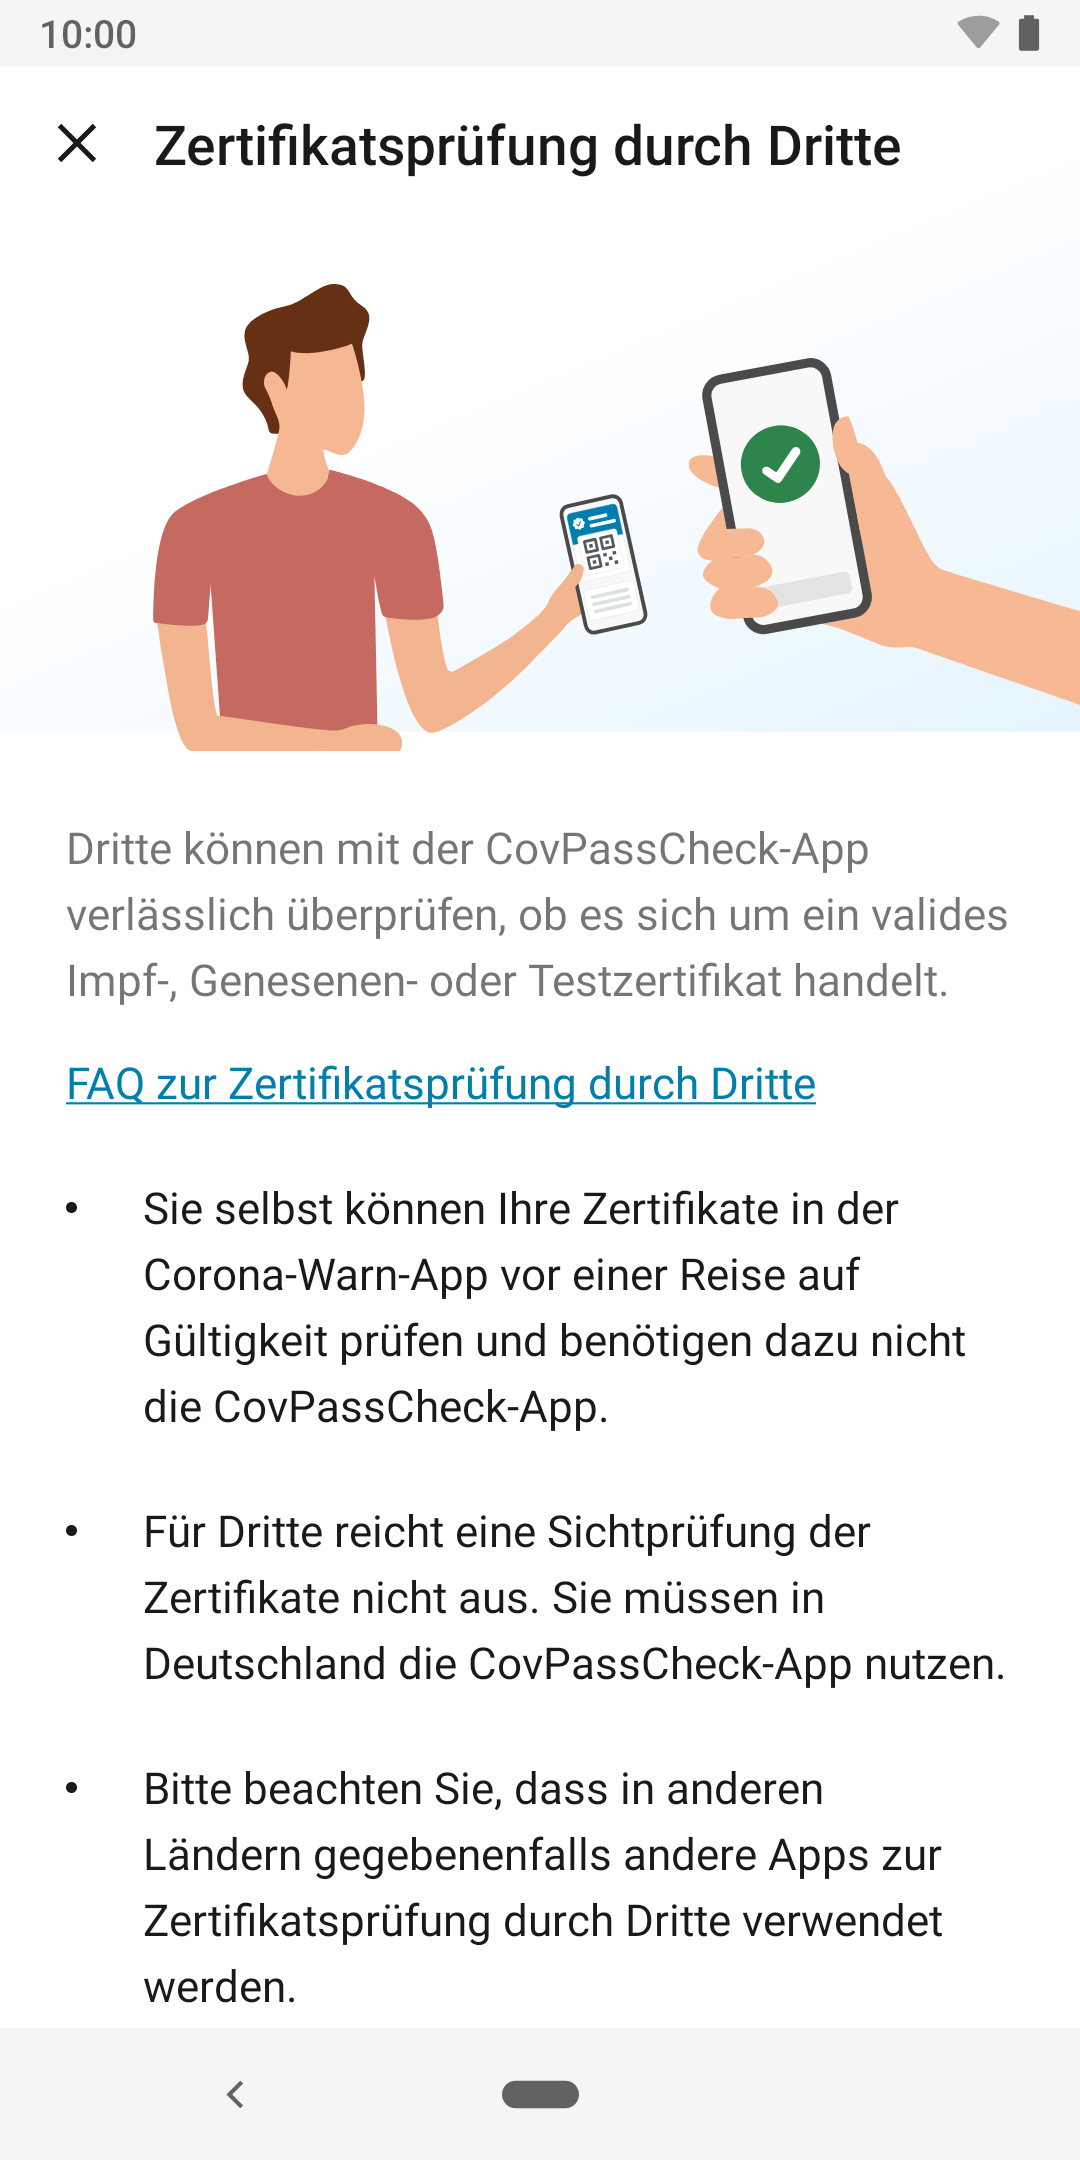 10:00
Zertifikatsprüfung durch Dritte
Dritte können mit der CovPassCheck-App
verlässlich überprüfen, ob es sich um ein valides
Impf-, Genesenen- oder Testzertifikat handelt.
FAQ zur Zertifikatsprüfung durch Dritte
• Sie selbst können Ihre Zertifikate in der
Corona-Warn-App vor einer Reise auf
Gültigkeit prüfen und benötigen dazu nicht
die CovPassCheck-App.
• Für Dritte reicht eine Sichtprüfung der
Zertifikate nicht aus. Sie müssen in
Deutschland die CovPassCheck-App nutzen.
• Bitte beachten Sie, dass in anderen
Ländern gegebenenfalls andere Apps zur
Zertifikatsprüfung durch Dritte verwendet
werden.